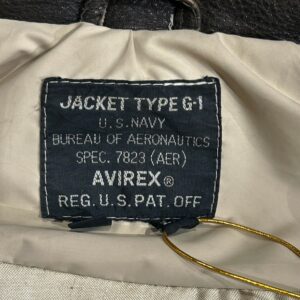 JACKET TYPE G-1
U.S. NAVY
BUREAU OF AERONAUTICS
SPEC. 7823 (AER)
AVIREX®
REG. U.S. PAT. OFF